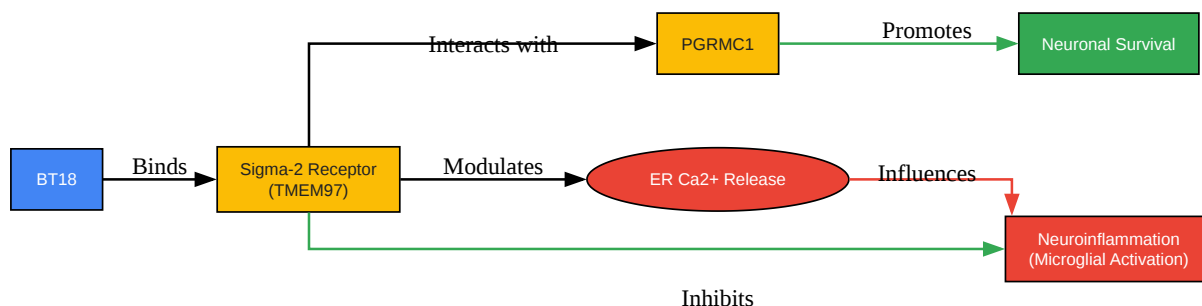 Interacts with
PGRMC1
Promotes
Neuronal Survival
BT18
Binds
Sigma-2 Receptor
(TMEM97)
Modulates
ER Ca2+ Release
Influences
Neuroinflammation
(Microglial Activation)
Inhibits